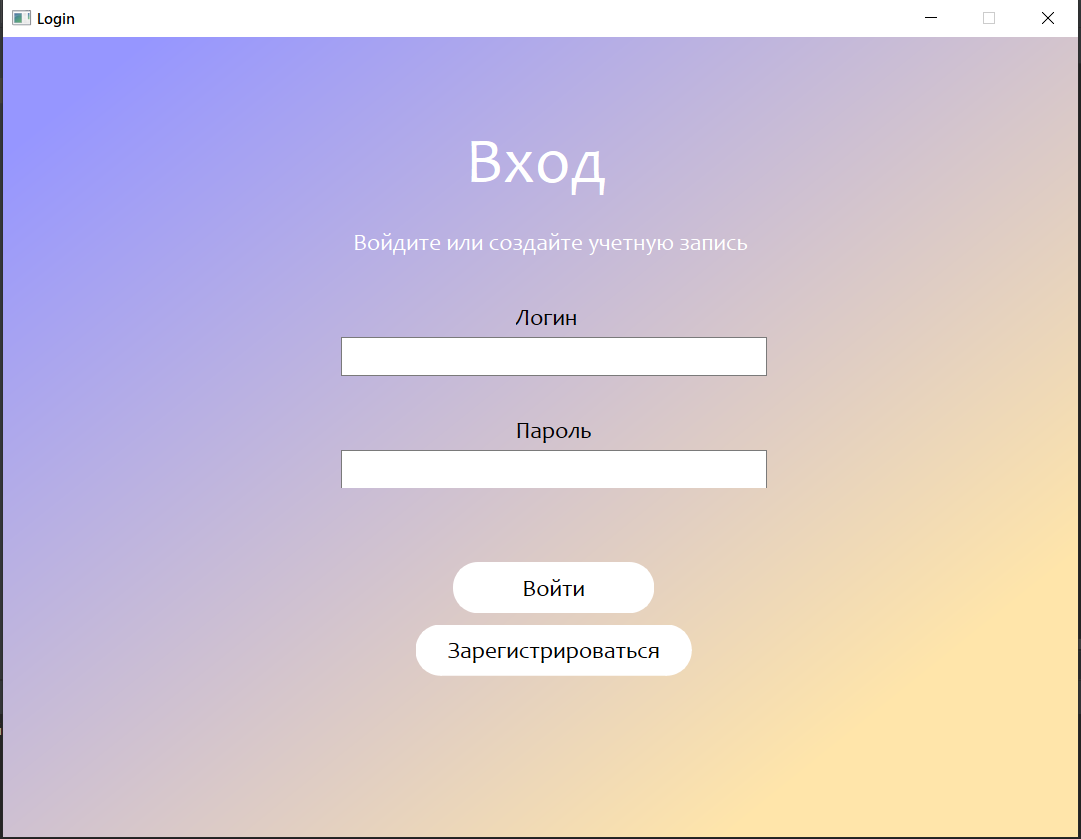 Login
Вход
Войдите или создайте учетную запись
Логин
Пароль
Войти
Зарегистрироваться